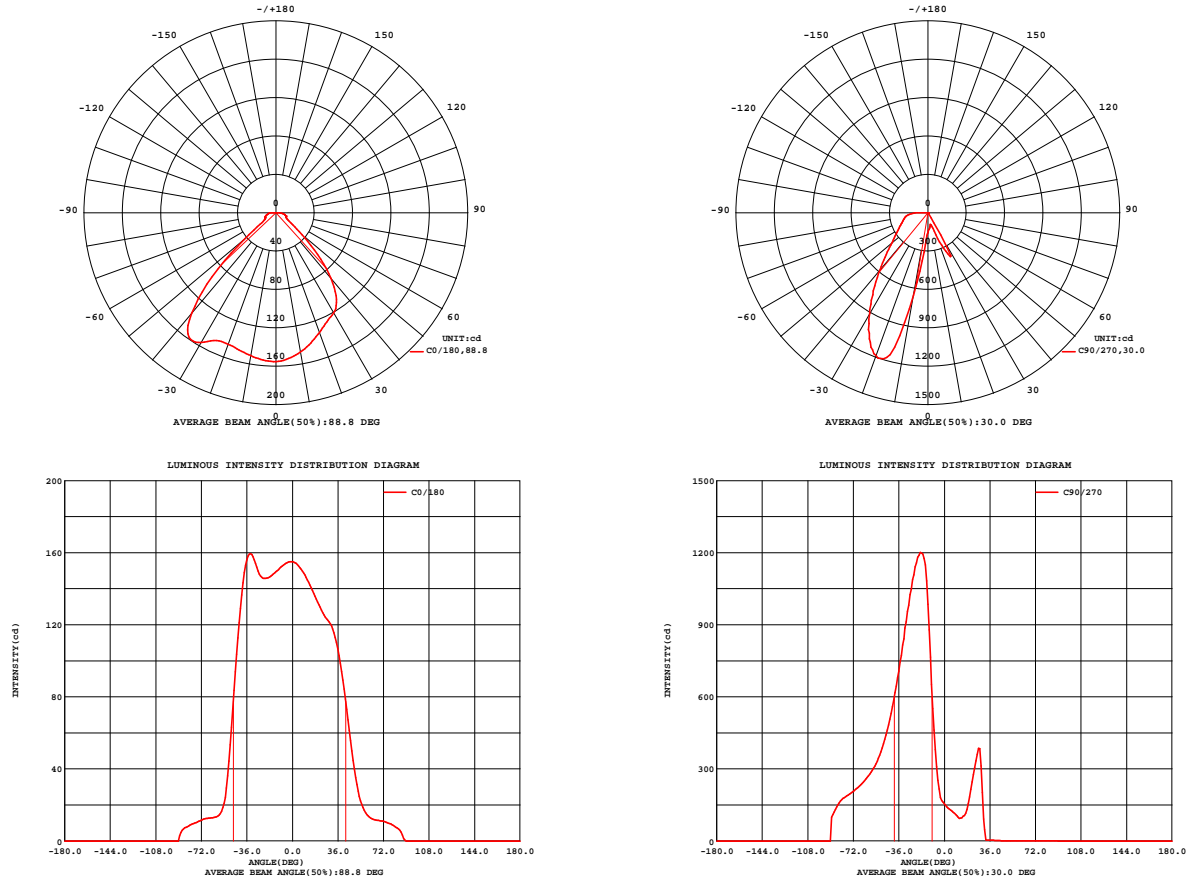 -/+180
-150 150
-120 120
-90 90
-60 60
-30 30
0
0
40
80
120
160
200
UNIT:cd
C0/180,88.8
AVERAGE BEAM ANGLE(50%):88.8 DEG
-/+180
-150 150
-120 120
-90 90
-60 60
-30 30
0
0
300
600
900
1200
1500
UNIT:cd
C90/270,30.0
AVERAGE BEAM ANGLE(50%):30.0 DEG
LUMINOUS INTENSITY DISTRIBUTION DIAGRAM
C0/180
200
160
120
80
40
0
INTENSITY(cd)
-180.0 -144.0 -108.0 -72.0 -36.0 0.0 36.0 72.0 108.0 144.0 180.0
ANGLE(DEG)
AVERAGE BEAM ANGLE(50%):88.8 DEG
LUMINOUS INTENSITY DISTRIBUTION DIAGRAM
C90/270
1500
1200
900
600
300
0
INTENSITY(cd)
-180.0 -144.0 -108.0 -72.0 -36.0 0.0 36.0 72.0 108.0 144.0 180.0
ANGLE(DEG)
AVERAGE BEAM ANGLE(50%):30.0 DEG